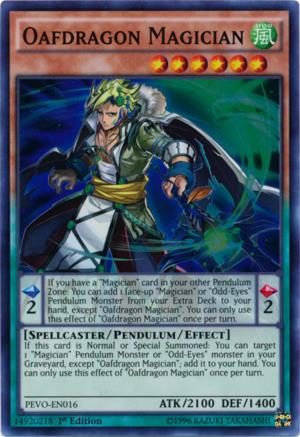 OAFDRAGON MAGICIAN
風
If you have a "Magician" card in your other Pendulum
Zone: You can add 1 face-up "Magician" or "Odd-Eyes"
Pendulum Monster from your Extra Deck to your
hand, except "Oafdragon Magician". You can only use
this effect of "Oafdragon Magician" once per turn.
2
2
[SPELLCASTER/PENDULUM/EFFECT]
If this card is Normal or Special Summoned: You can target
1 "Magician" Pendulum Monster or "Odd-Eyes" monster in your
Graveyard, except "Oafdragon Magician"; add it to your hand. You
can only use this effect of "Oafdragon Magician" once per turn.
PEVO-EN016
ATK/2100 DEF/1400
14920218
1st Edition
©1996 KAZUKI TAKAHASHI